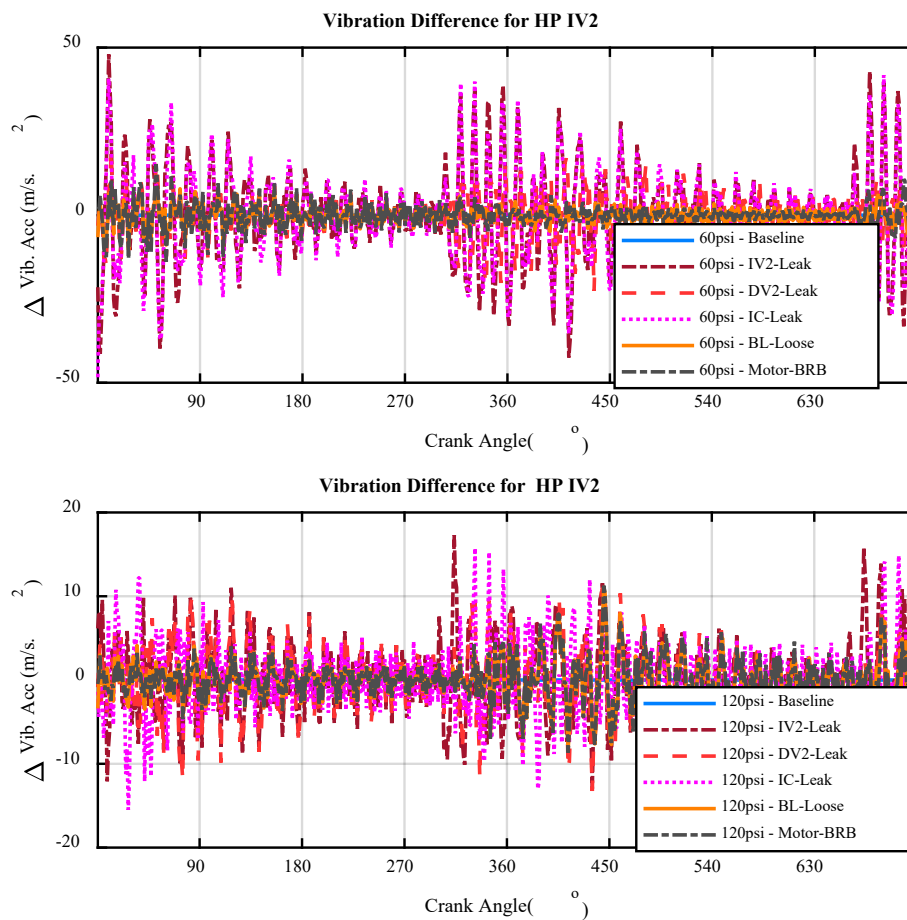 Vibration Difference for HP IV2
50
0
-50
Δ Vib. Acc (m/s. 2)
60psi - Baseline
60psi - IV2-Leak
60psi - DV2-Leak
60psi - IC-Leak
60psi - BL-Loose
60psi - Motor-BRB
90 180 270 360 450 540 630
Crank Angle( o)
Vibration Difference for HP IV2
20
10
0
-10
-20
Δ Vib. Acc (m/s. 2)
120psi - Baseline
120psi - IV2-Leak
120psi - DV2-Leak
120psi - IC-Leak
120psi - BL-Loose
120psi - Motor-BRB
90 180 270 360 450 540 630
Crank Angle( o)